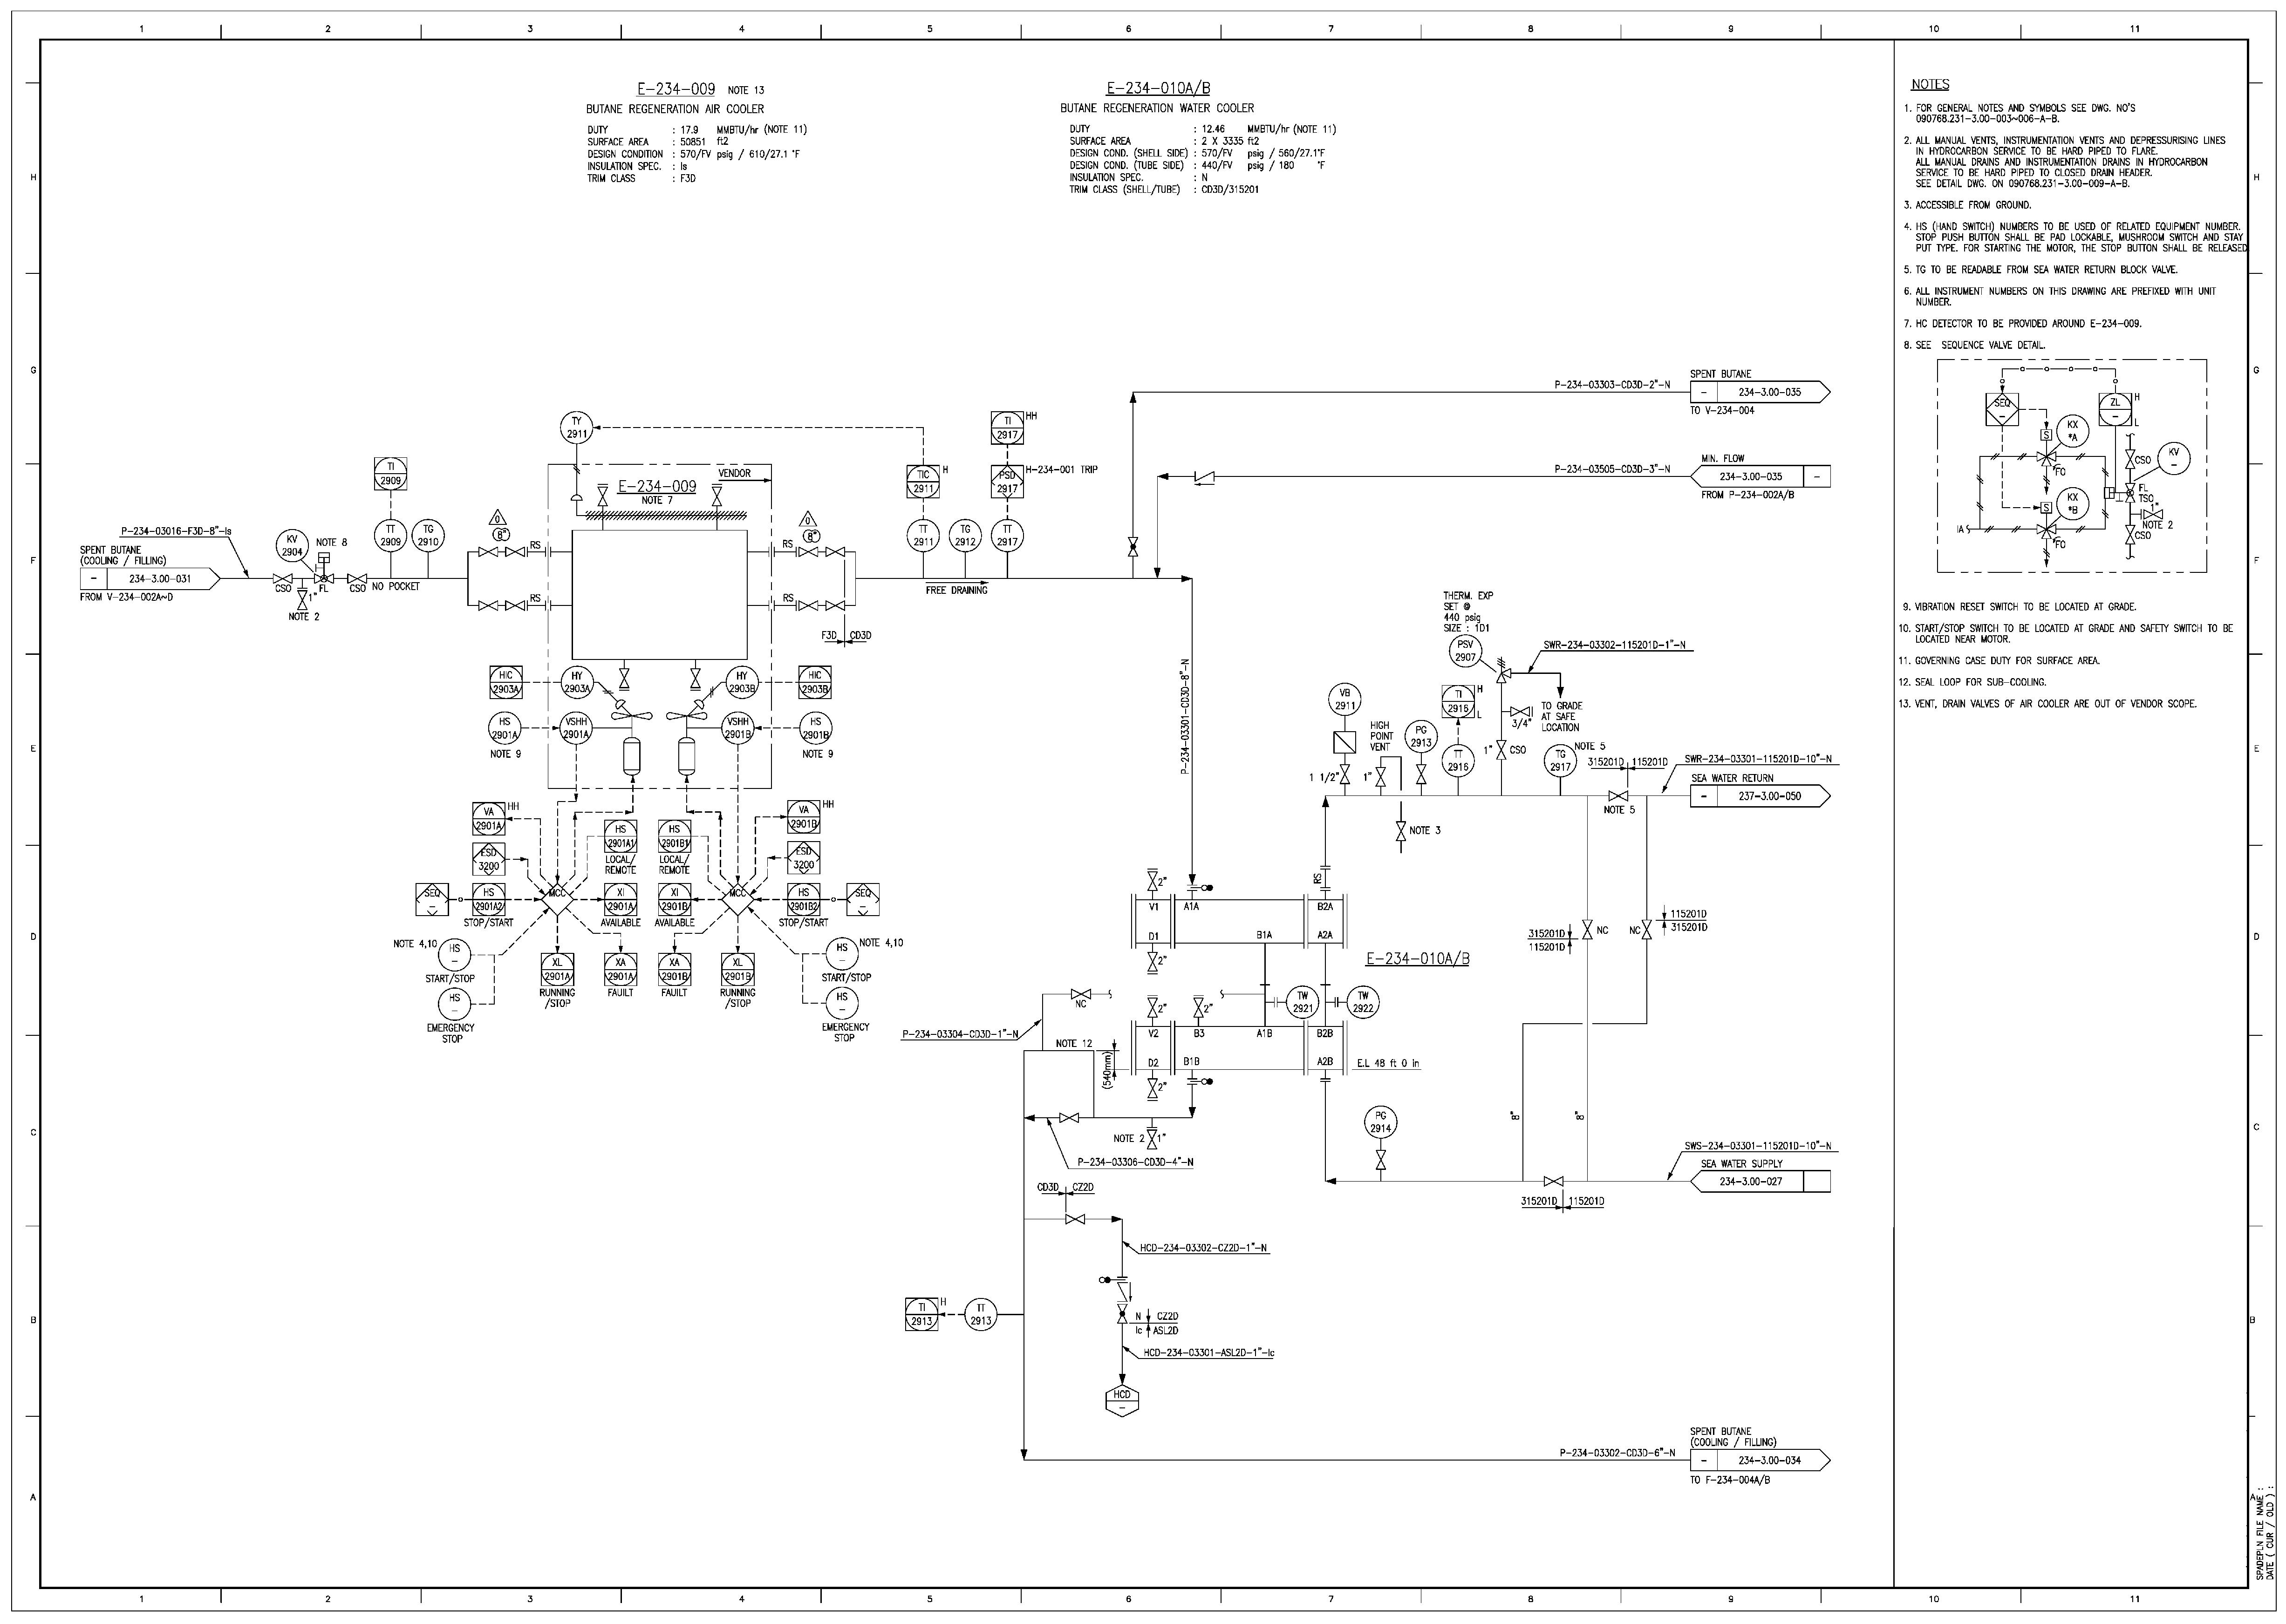 1 2 3 4 5 6 7 8 9 10 11
E-234-009 NOTE 13
BUTANE REGENERATION AIR COOLER
DUTY : 17.9 MMBTU/hr (NOTE 11)
SURFACE AREA : 50851 ft2
DESIGN CONDITION : 570/FV psig / 610/27.1 °F
INSULATION SPEC. : Is
TRIM CLASS : F3D
E-234-010A/B
BUTANE REGENERATION WATER COOLER
DUTY : 12.46 MMBTU/hr (NOTE 11)
SURFACE AREA : 2 X 3335 ft2
DESIGN COND. (SHELL SIDE) : 570/FV psig / 560/27.1°F
DESIGN COND. (TUBE SIDE) : 440/FV psig / 180 °F
INSULATION SPEC. : N
TRIM CLASS (SHELL/TUBE) : CD3D/315201
NOTES
1. FOR GENERAL NOTES AND SYMBOLS SEE DWG. NO'S
090768.231-3.00-003~006-A-B.
2. ALL MANUAL VENTS, INSTRUMENTATION VENTS AND DEPRESSURISING LINES
IN HYDROCARBON SERVICE TO BE HARD PIPED TO FLARE.
ALL MANUAL DRAINS AND INSTRUMENTATION DRAINS IN HYDROCARBON
SERVICE TO BE HARD PIPED TO CLOSED DRAIN HEADER.
SEE DETAIL DWG. ON 090768.231-3.00-009-A-B.
3. ACCESSIBLE FROM GROUND.
4. HS (HAND SWITCH) NUMBERS TO BE USED OF RELATED EQUIPMENT NUMBER.
STOP PUSH BUTTON SHALL BE PAD LOCKABLE, MUSHROOM SWITCH AND STAY
PUT TYPE. FOR STARTING THE MOTOR, THE STOP BUTTON SHALL BE RELEASED
5. TG TO BE READABLE FROM SEA WATER RETURN BLOCK VALVE.
6. ALL INSTRUMENT NUMBERS ON THIS DRAWING ARE PREFIXED WITH UNIT
NUMBER.
7. HC DETECTOR TO BE PROVIDED AROUND E-234-009.
8. SEE SEQUENCE VALVE DETAIL.
SEQ
-
ZL
-
H
L
S
KX
*A
FC
CSO
KV
-
FL
TSO
1"
NOTE 2
S
KX
*B
IA
FC
CSO
9. VIBRATION RESET SWITCH TO BE LOCATED AT GRADE.
10. START/STOP SWITCH TO BE LOCATED AT GRADE AND SAFETY SWITCH TO BE
LOCATED NEAR MOTOR.
11. GOVERNING CASE DUTY FOR SURFACE AREA.
12. SEAL LOOP FOR SUB-COOLING.
13. VENT, DRAIN VALVES OF AIR COOLER ARE OUT OF VENDOR SCOPE.
H
G
F
E
D
C
B
A
P-234-03016-F3D-8"-Is
SPENT BUTANE
(COOLING / FILLING)
- 234-3.00-031
FROM V-234-002A~D
KV
2904
NOTE 8
CSO
1"
FL
CSO
NOTE 2
NO POCKET
TI
2909
TT
2909
TG
2910
0
(8")
RS
RS
TY
2911
VENDOR
E-234-009
NOTE 7
0
(8")
RS
RS
F3D CD3D
TIC
2911
H
TT
2911
TG
2912
TI
2917
HH
PSD
2917
H-234-001 TRIP
TT
2917
FREE DRAINING
P-234-03303-CD3D-2"-N
SPENT BUTANE
- 234-3.00-035
TO V-234-004
P-234-03505-CD3D-3"-N
MIN. FLOW
234-3.00-035 -
FROM P-234-002A/B
HIC
2903A
HY
2903A
HY
2903B
HIC
2903B
HS
2901A
NOTE 9
VSHH
2901A
VSHH
2901B
HS
2901B
NOTE 9
VA
2901A
HH
VA
2901B
HH
ESD
3200
HS
2901A1
LOCAL/
REMOTE
HS
2901B1
LOCAL/
REMOTE
ESD
3200
SEQ
-
HS
2901A2
STOP/START
MCC
XI
2901A
AVAILABLE
XI
2901B
AVAILABLE
MCC
HS
2901B2
STOP/START
SEQ
-
NOTE 4,10
HS
-
START/STOP
HS
-
EMERGENCY
STOP
XL
2901A
RUNNING
/STOP
XA
2901A
FAUILT
XA
2901B
FAUILT
XL
2901B
RUNNING
/STOP
HS
-
NOTE 4,10
START/STOP
HS
-
EMERGENCY
STOP
P-234-03301-CD3D-8"-N
THERM. EXP
SET @
440 psig
SIZE : 1D1
PSV
2907
SWR-234-03302-115201D-1"-N
TO GRADE
AT SAFE
LOCATION
3/4"
1"
CSO
VB
2911
1 1/2"
HIGH
POINT
VENT
1"
PG
2913
TI
2916
H
L
TT
2916
TG
2917
NOTE 5
NOTE 3
315201D 115201D
NOTE 5
SWR-234-03301-115201D-10"-N
SEA WATER RETURN
- 237-3.00-050
RS
2"
V1 A1A B2A
D1 B1A A2A
2"
E-234-010A/B
TW
2921
TW
2922
2" 2"
V2 B3 A1B B2B
D2 B1B A2B
2"
E.L 48 ft 0 in
NC
P-234-03304-CD3D-1"-N
NOTE 12
(540mm)
NOTE 2 1"
P-234-03306-CD3D-4"-N
NC
NC
315201D
115201D
115201D
315201D
8"
8"
PG
2914
SWS-234-03301-115201D-10"-N
SEA WATER SUPPLY
234-3.00-027
315201D 115201D
CD3D CZ2D
HCD-234-03302-CZ2D-1"-N
N CZ2D
Ic ASL2D
HCD-234-03301-ASL2D-1"-Ic
HCD
-
TI
2913
H
TT
2913
P-234-03302-CD3D-6"-N
SPENT BUTANE
(COOLING / FILLING)
- 234-3.00-034
TO F-234-004A/B
H
G
F
E
D
C
B
A
SPADEPLN FILE NAME :
DATE ( CUR / OLD ) :
1 2 3 4 5 6 7 8 9 10 11